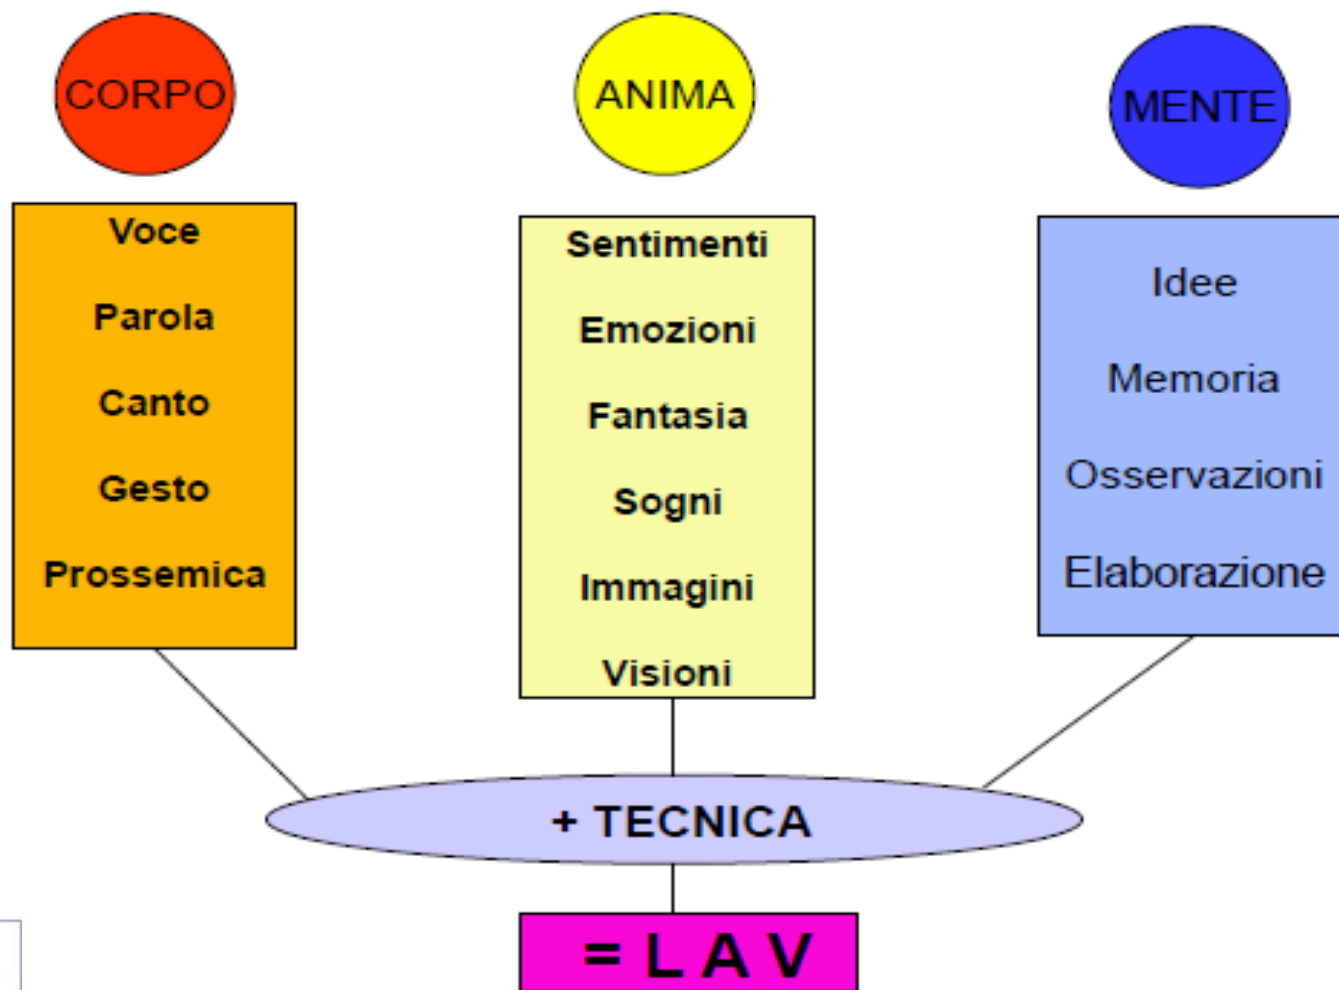 CORPO
Voce
Parola
Canto
Gesto
Prossemica
ANIMA
Sentimenti
Emozioni
Fantasia
Sogni
Immagini
Visioni
MENTE
Idee
Memoria
Osservazioni
Elaborazione
+ TECNICA
= L A V